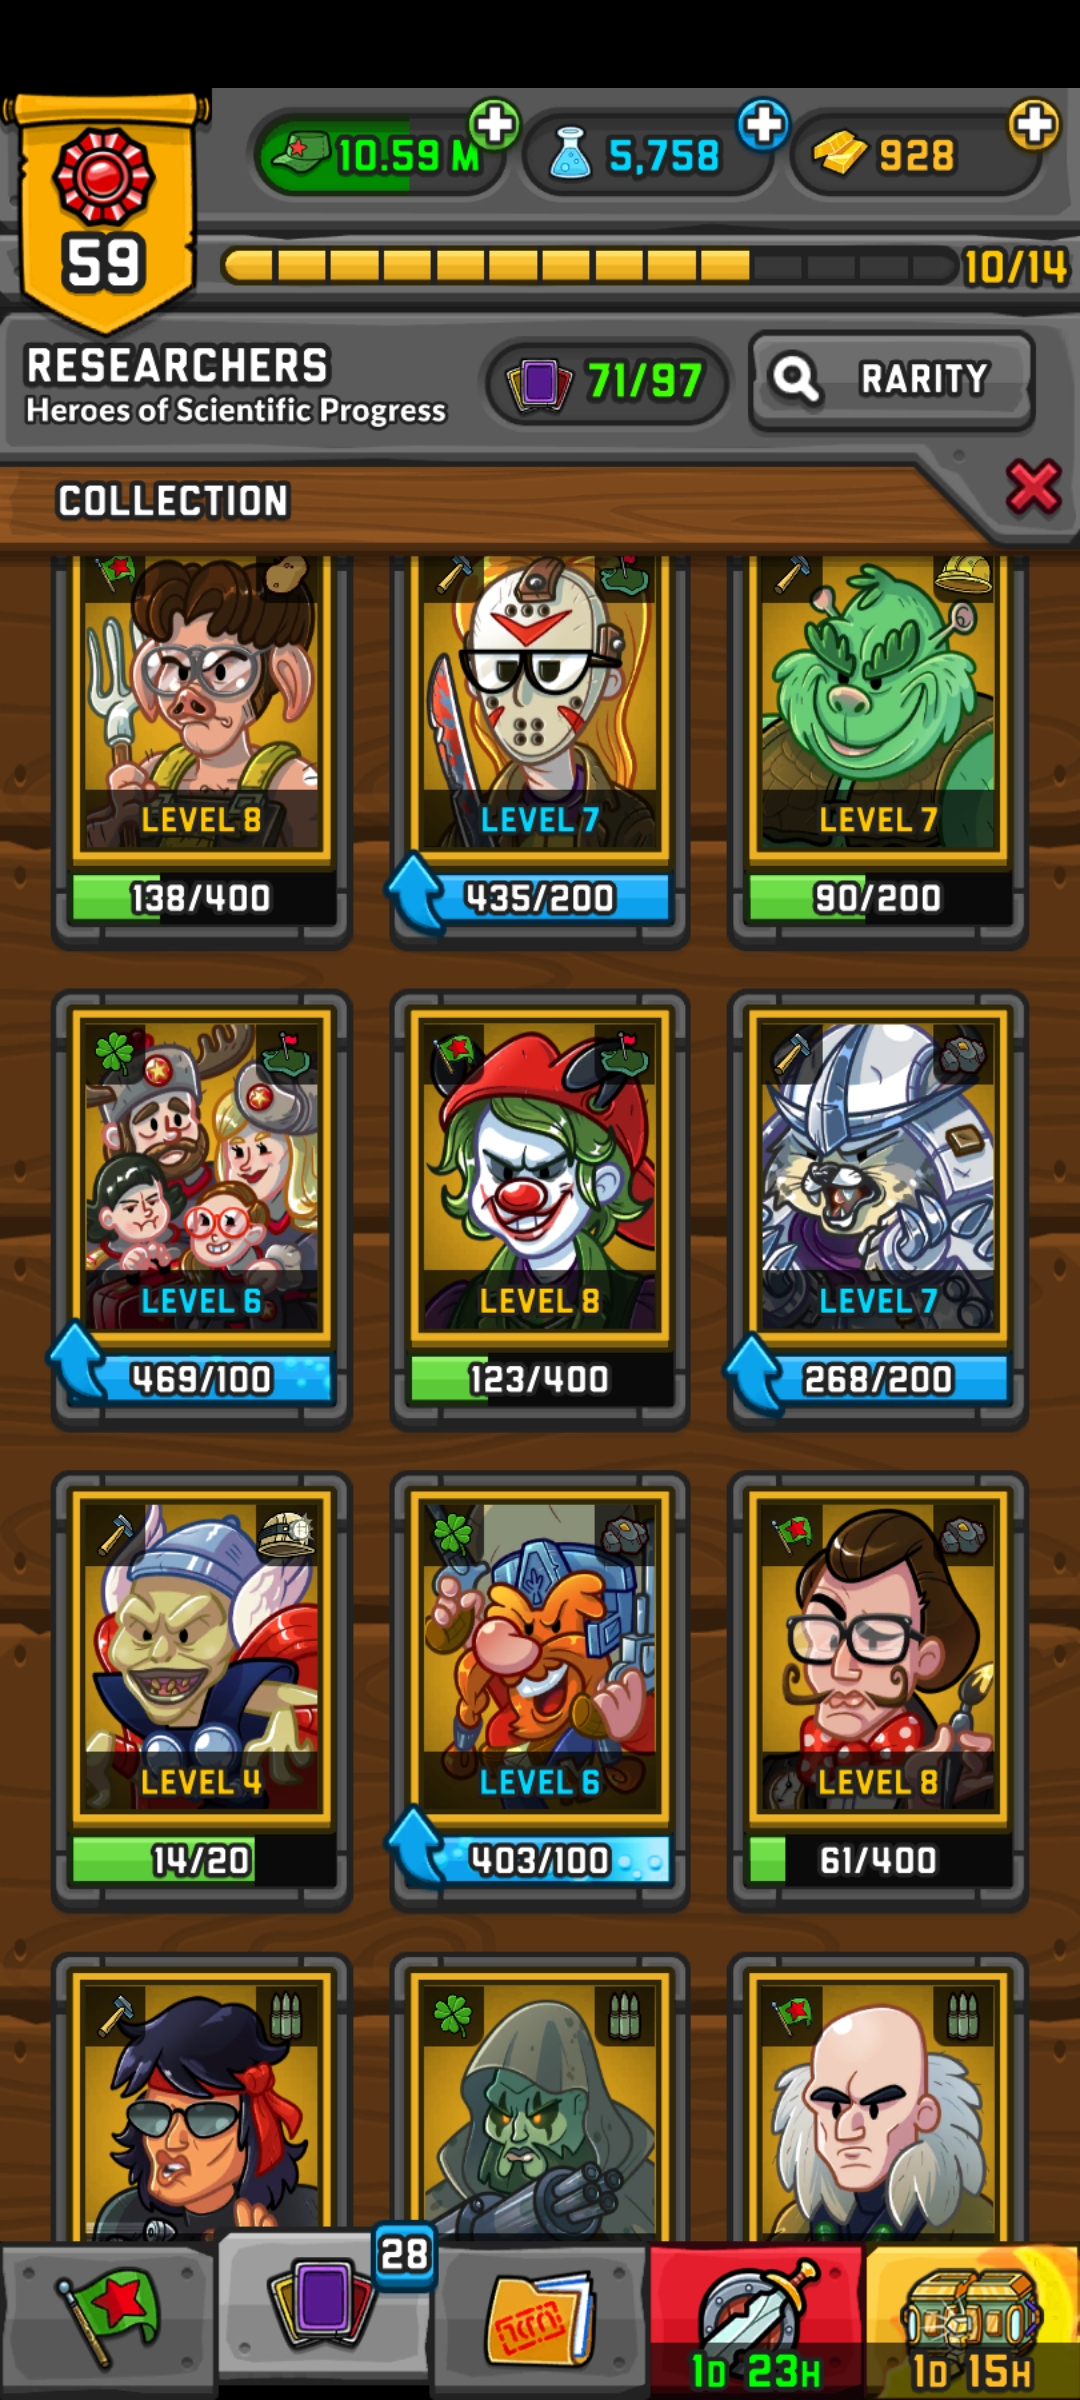 10.59 M
5,758
928
59
10/14
RESEARCHERS
Heroes of Scientific Progress
71/97
RARITY
COLLECTION
LEVEL 8
LEVEL 7
LEVEL 7
138/400
435/200
90/200
LEVEL 6
LEVEL 8
LEVEL 7
469/100
123/400
268/200
LEVEL 4
LEVEL 6
LEVEL 8
14/20
403/100
61/400
28
1D 23H
1D 15H